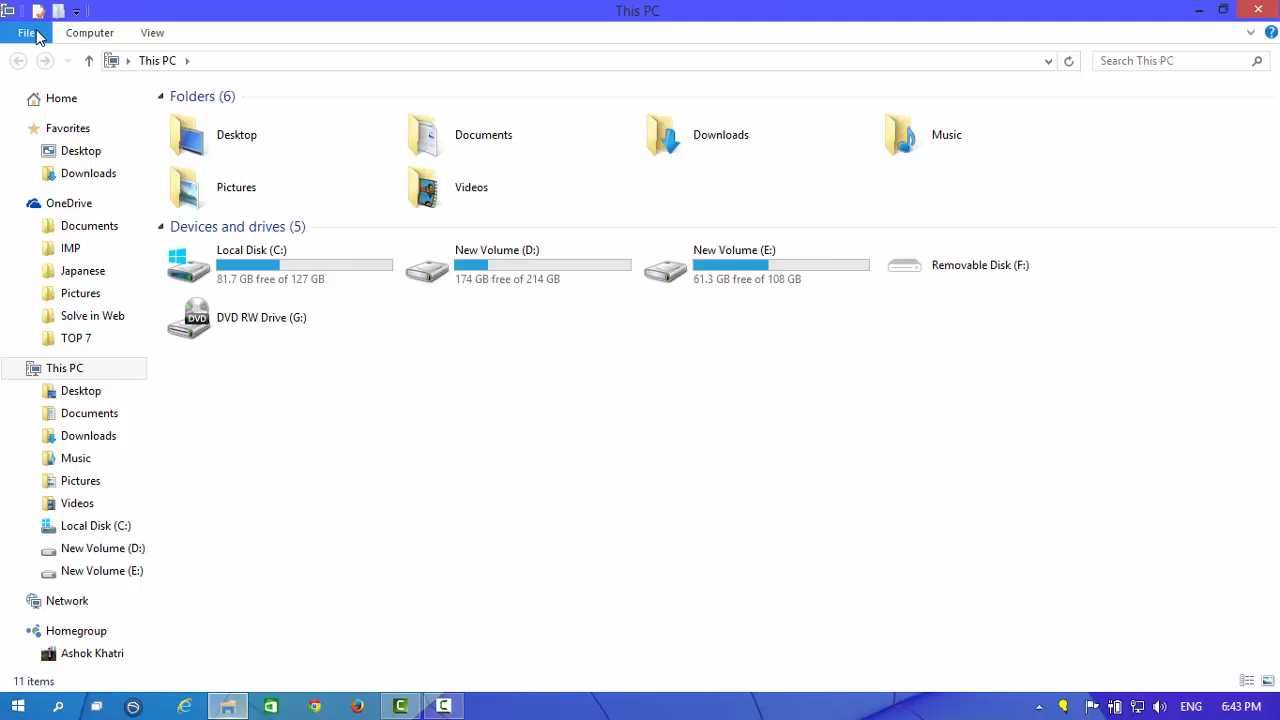 This PC
File Computer View
This PC Search This PC
Home
Favorites
Desktop
Downloads
OneDrive
Documents
IMP
Japanese
Pictures
Solve in Web
TOP 7
This PC
Desktop
Documents
Downloads
Music
Pictures
Videos
Local Disk (C:)
New Volume (D:)
New Volume (E:)
Network
Homegroup
Ashok Khatri
Folders (6)
Desktop Documents Downloads Music
Pictures Videos
Devices and drives (5)
Local Disk (C:) New Volume (D:) New Volume (E:) Removable Disk (F:)
81.7 GB free of 127 GB 174 GB free of 214 GB 61.3 GB free of 108 GB
DVD DVD RW Drive (G:)
11 items
ENG 6:43 PM